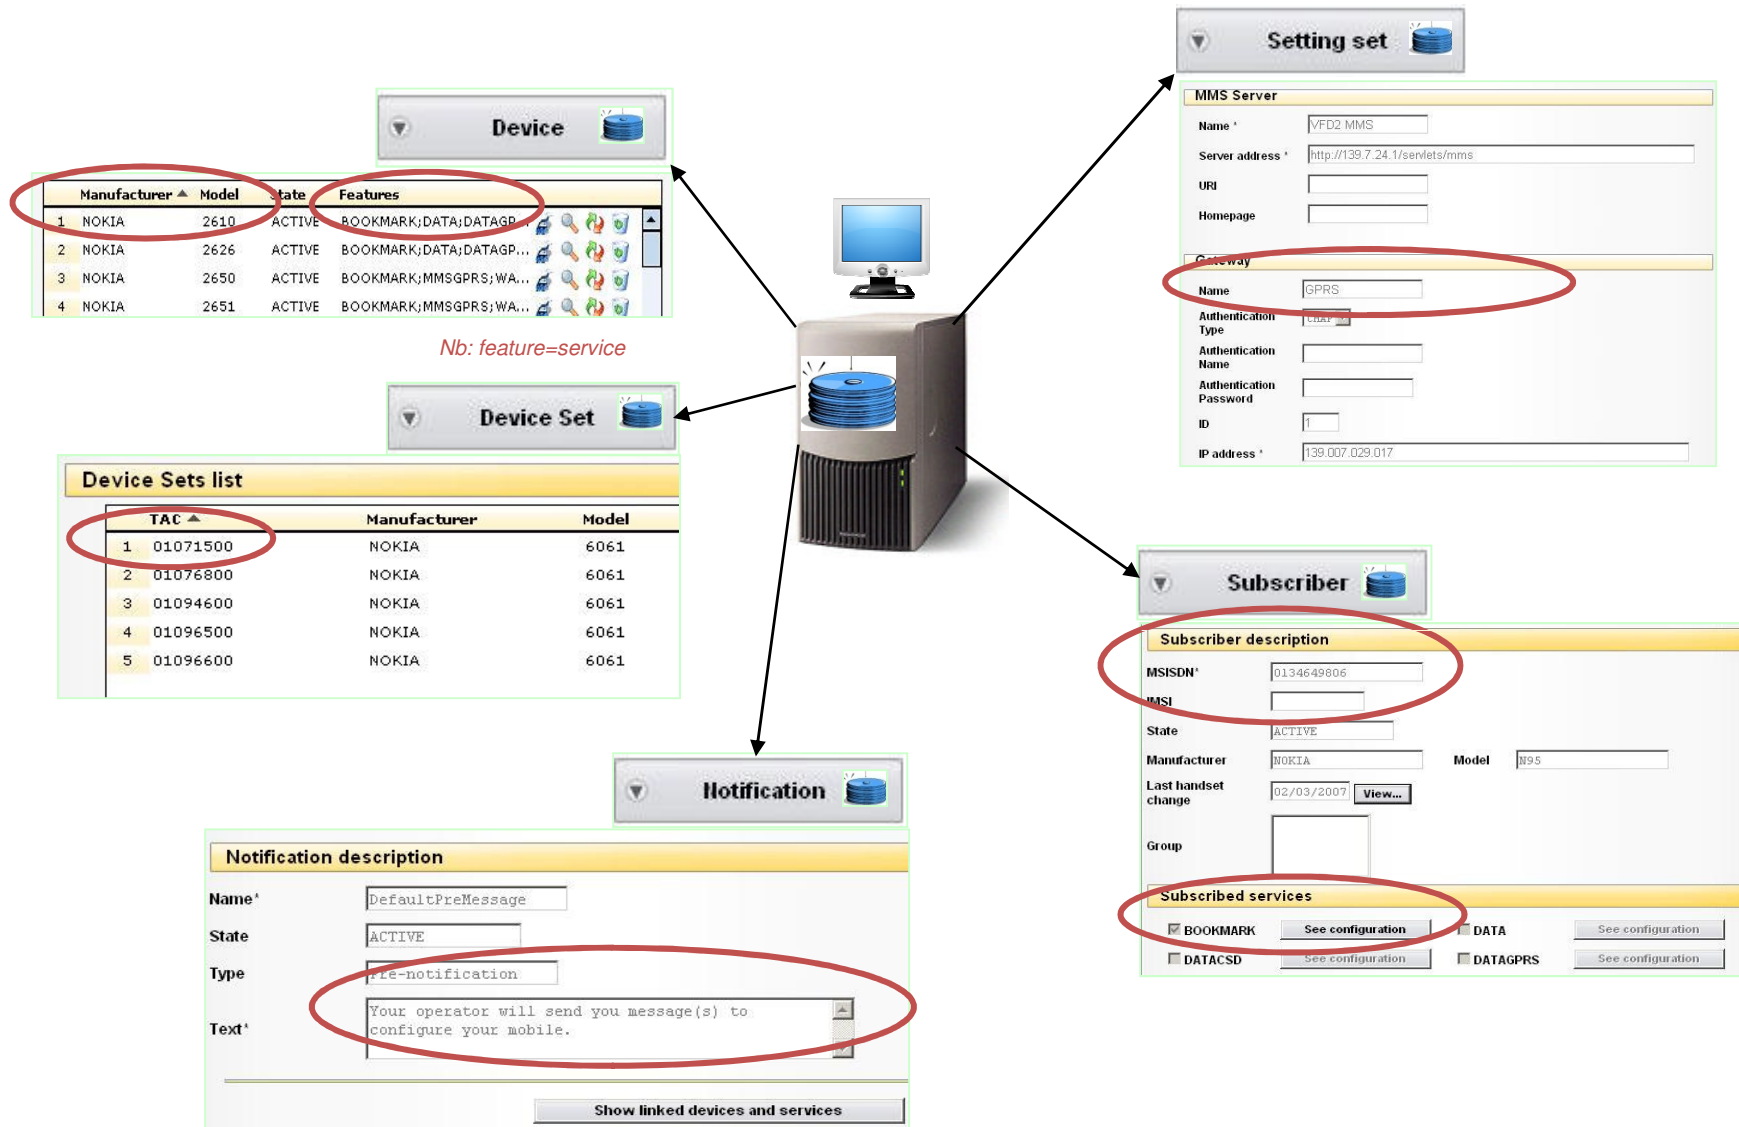 Setting set
MMS Server
Name *
VFD2 MMS
Server address *
http://139.7.24.1/servlets/mms
URI
Homepage
Gateway
Name
GPRS
Authentication Type
CHAP
Authentication Name
Authentication Password
ID
1
IP address *
139.007.029.017
Device
Manufacturer Model State Features
1 NOKIA 2610 ACTIVE BOOKMARK;DATA;DATAGP...
2 NOKIA 2626 ACTIVE BOOKMARK;DATA;DATAGP...
3 NOKIA 2650 ACTIVE BOOKMARK;MMSGPRS;WA...
4 NOKIA 2651 ACTIVE BOOKMARK;MMSGPRS;WA...
Nb: feature=service
Device Set
Device Sets list
TAC Manufacturer Model
1 01071500 NOKIA 6061
2 01076800 NOKIA 6061
3 01094600 NOKIA 6061
4 01096500 NOKIA 6061
5 01096600 NOKIA 6061
Subscriber
Subscriber description
MSISDN* 0134649806
IMSI
State ACTIVE
Manufacturer NOKIA Model N95
Last handset
change 02/03/2007 View...
Group
Subscribed services
BOOKMARK See configuration DATA See configuration
DATACSD See configuration DATAGPRS See configuration
Notification
Notification description
Name* DefaultPreMessage
State ACTIVE
Type Pre-notification
Text* Your operator will send you message(s) to
configure your mobile.
Show linked devices and services